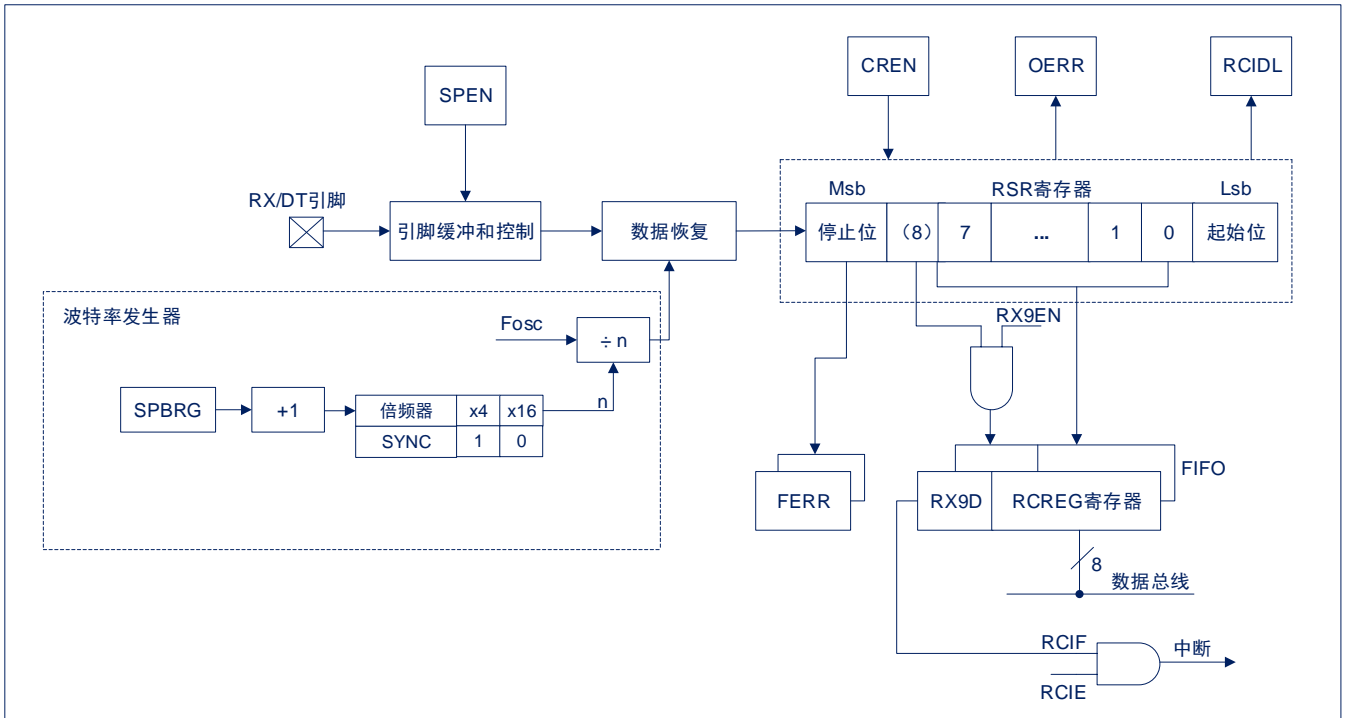 CREN
OERR
RCIDL
SPEN
Msb
RSR寄存器
Lsb
RX/DT引脚
引脚缓冲和控制
数据恢复
停止位
（8）
7
...
1
0
起始位
波特率发生器
Fosc
÷ n
RX9EN
SPBRG
+1
倍频器
x4
x16
n
SYNC
1
0
FIFO
FERR
RX9D
RCREG寄存器
8
数据总线
RCIF
中断
RCIE